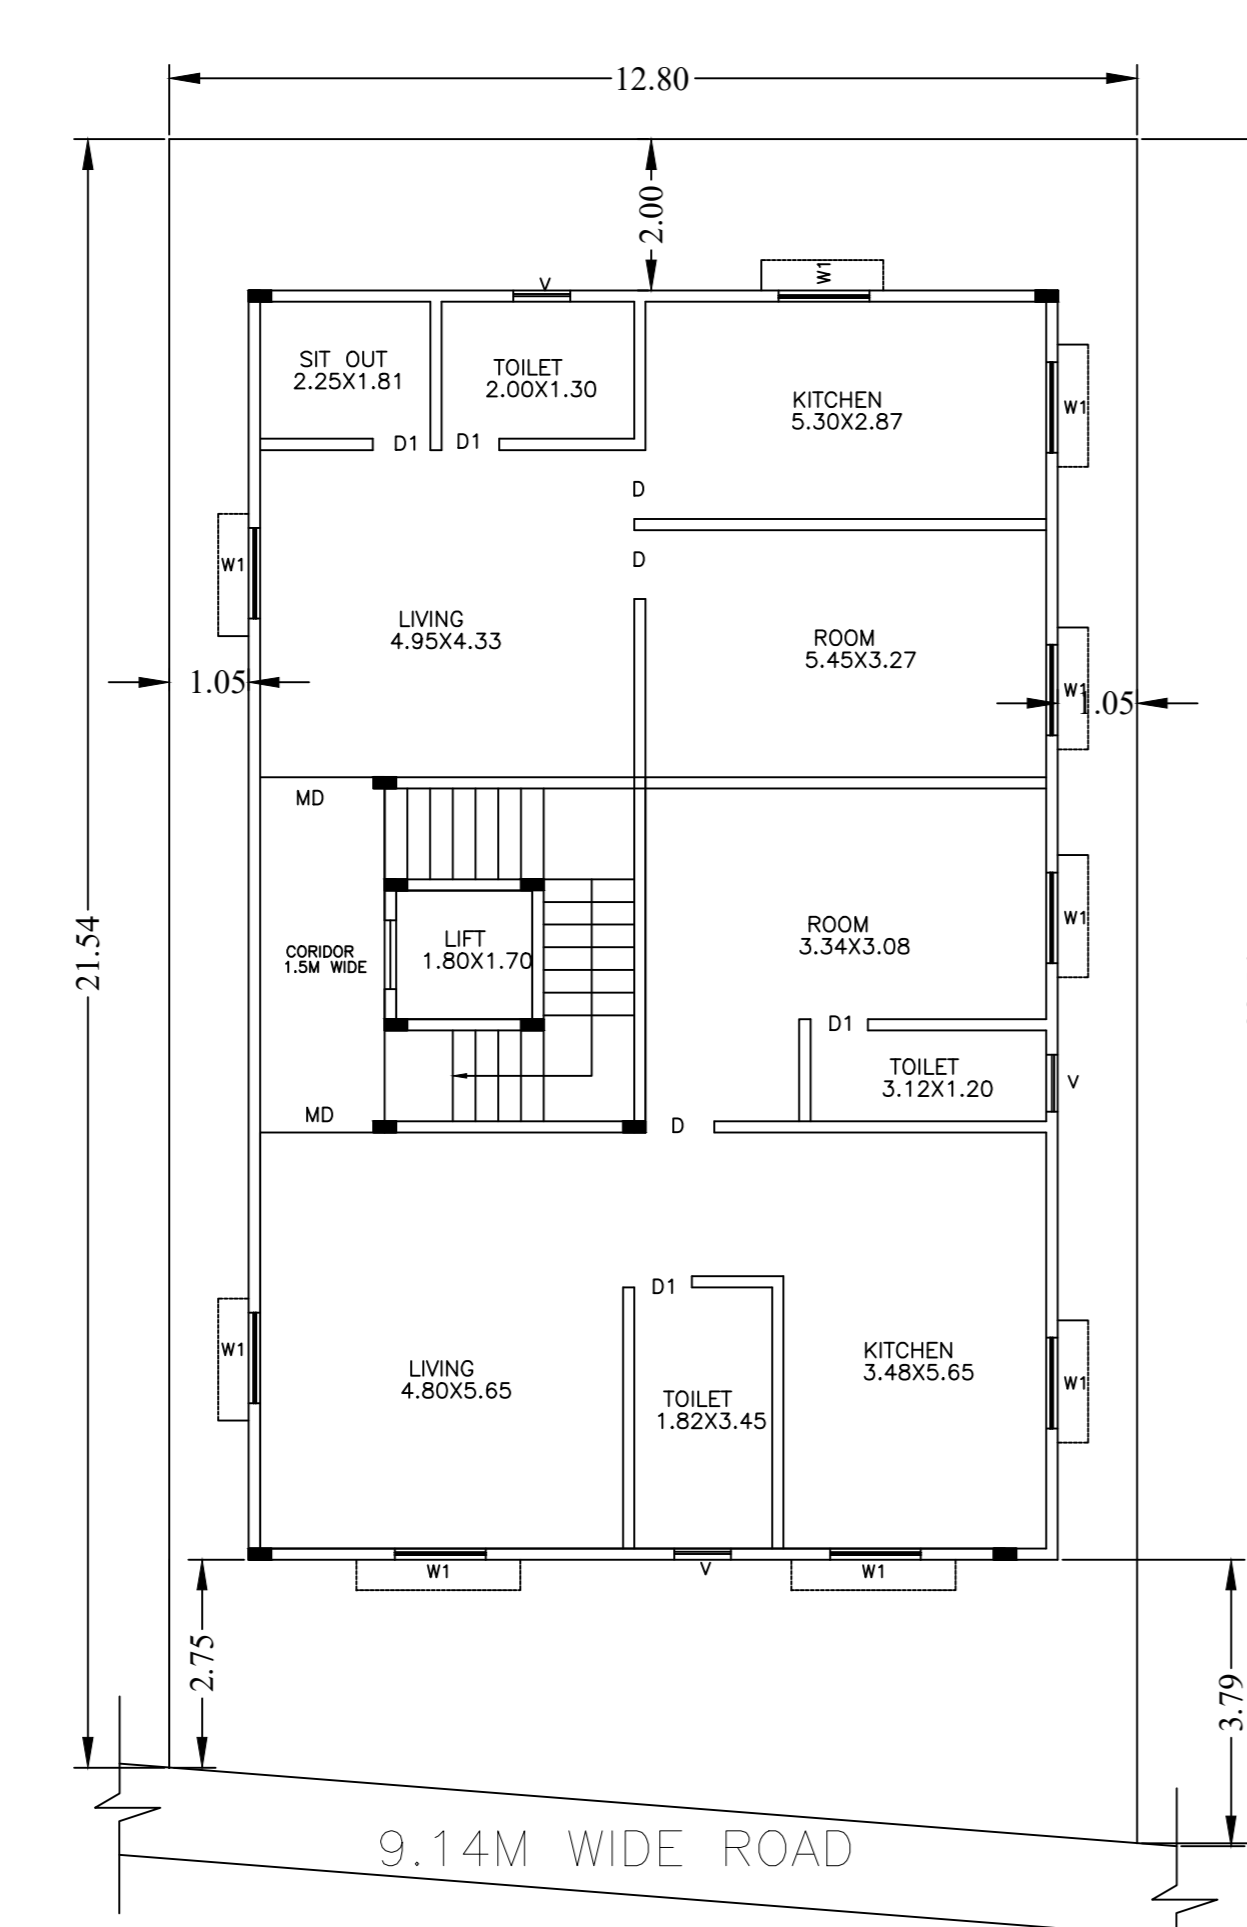 12.80
2.00
W1
V
SIT OUT
2.25X1.81
TOILET
2.00X1.30
KITCHEN
5.30X2.87
W1
D1
D1
D
D
W1
LIVING
4.95X4.33
ROOM
5.45X3.27
1.05
W1
1.05
MD
21.54
CORIDOR
1.5M WIDE
LIFT
1.80X1.70
ROOM
3.34X3.08
W1
D1
TOILET
3.12X1.20
V
MD
D
D1
W1
LIVING
4.80X5.65
TOILET
1.82X3.45
KITCHEN
3.48X5.65
W1
W1
V
W1
2.75
3.79
9.14M WIDE ROAD